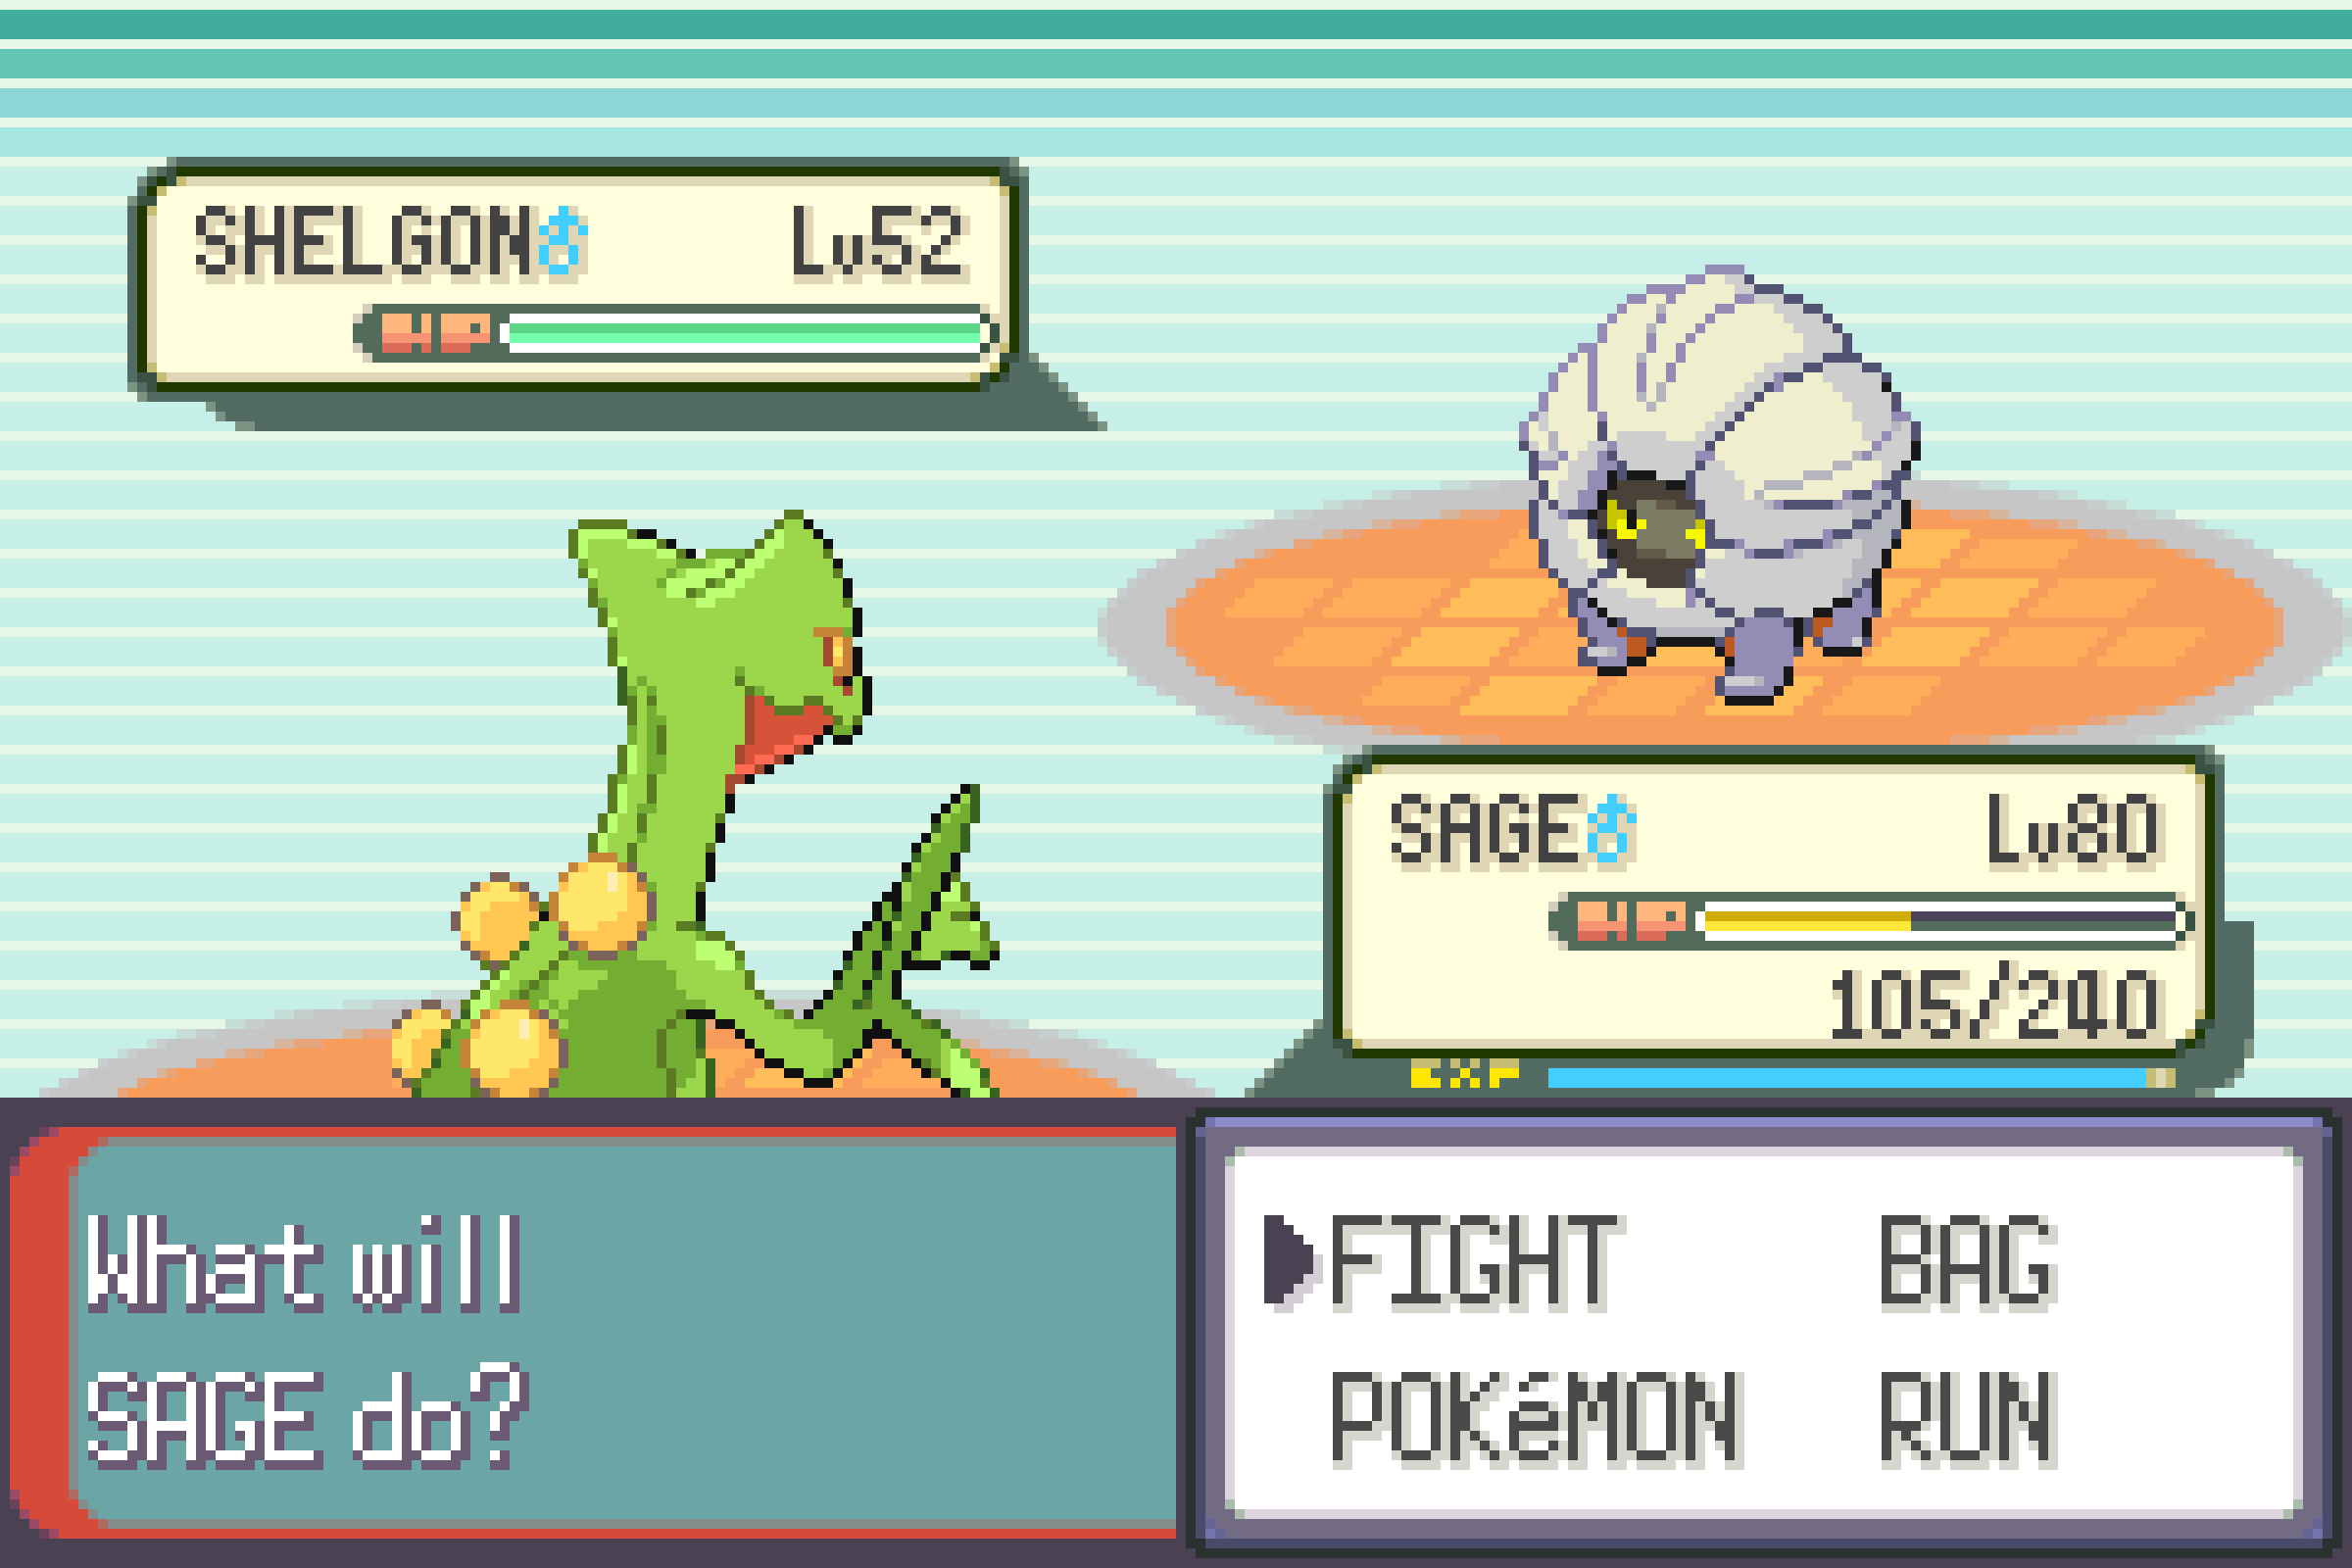 SHELGON♂ Lv52
HP
SAGE♂ Lv80
HP
105/240
EXP
What will
SAGE do?
▶FIGHT BAG
POKéMON RUN